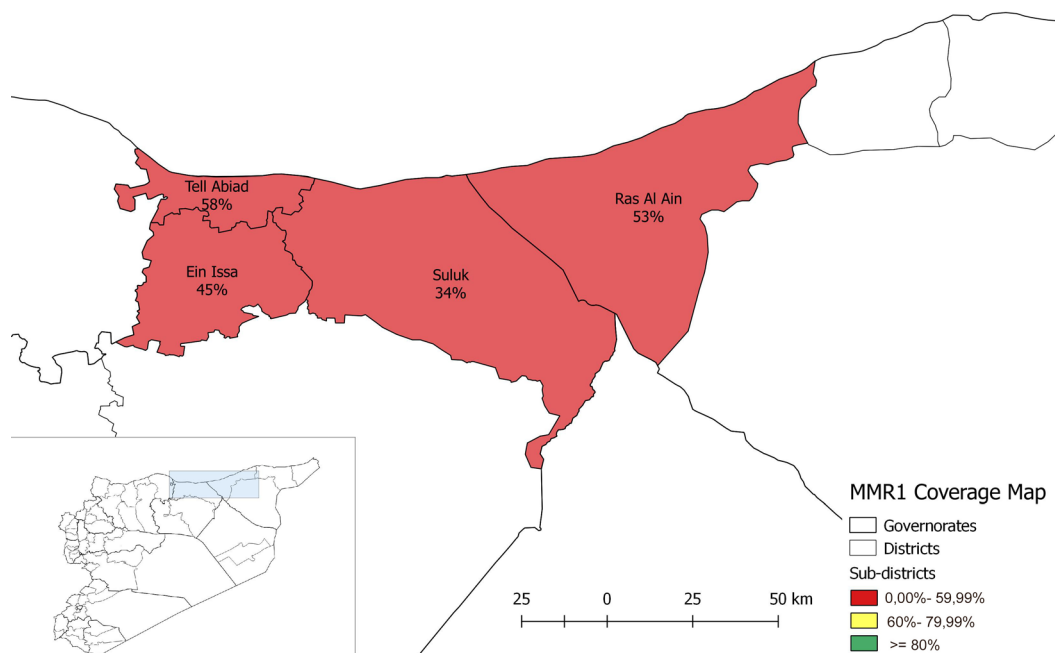 Tell Abiad
58%
Ras Al Ain
53%
Ein Issa
45%
Suluk
34%
MMR1 Coverage Map
Governorates
Districts
Sub-districts
0,00%- 59,99%
60%- 79,99%
>= 80%
25 0 25 50 km